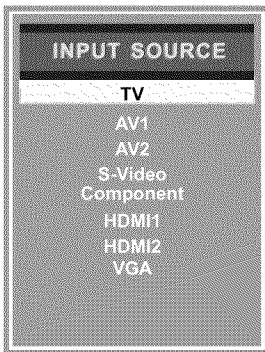 INPUT SOURCE
TV
AV1
AV2
S-Video
Component
HDMI1
HDMI2
VGA